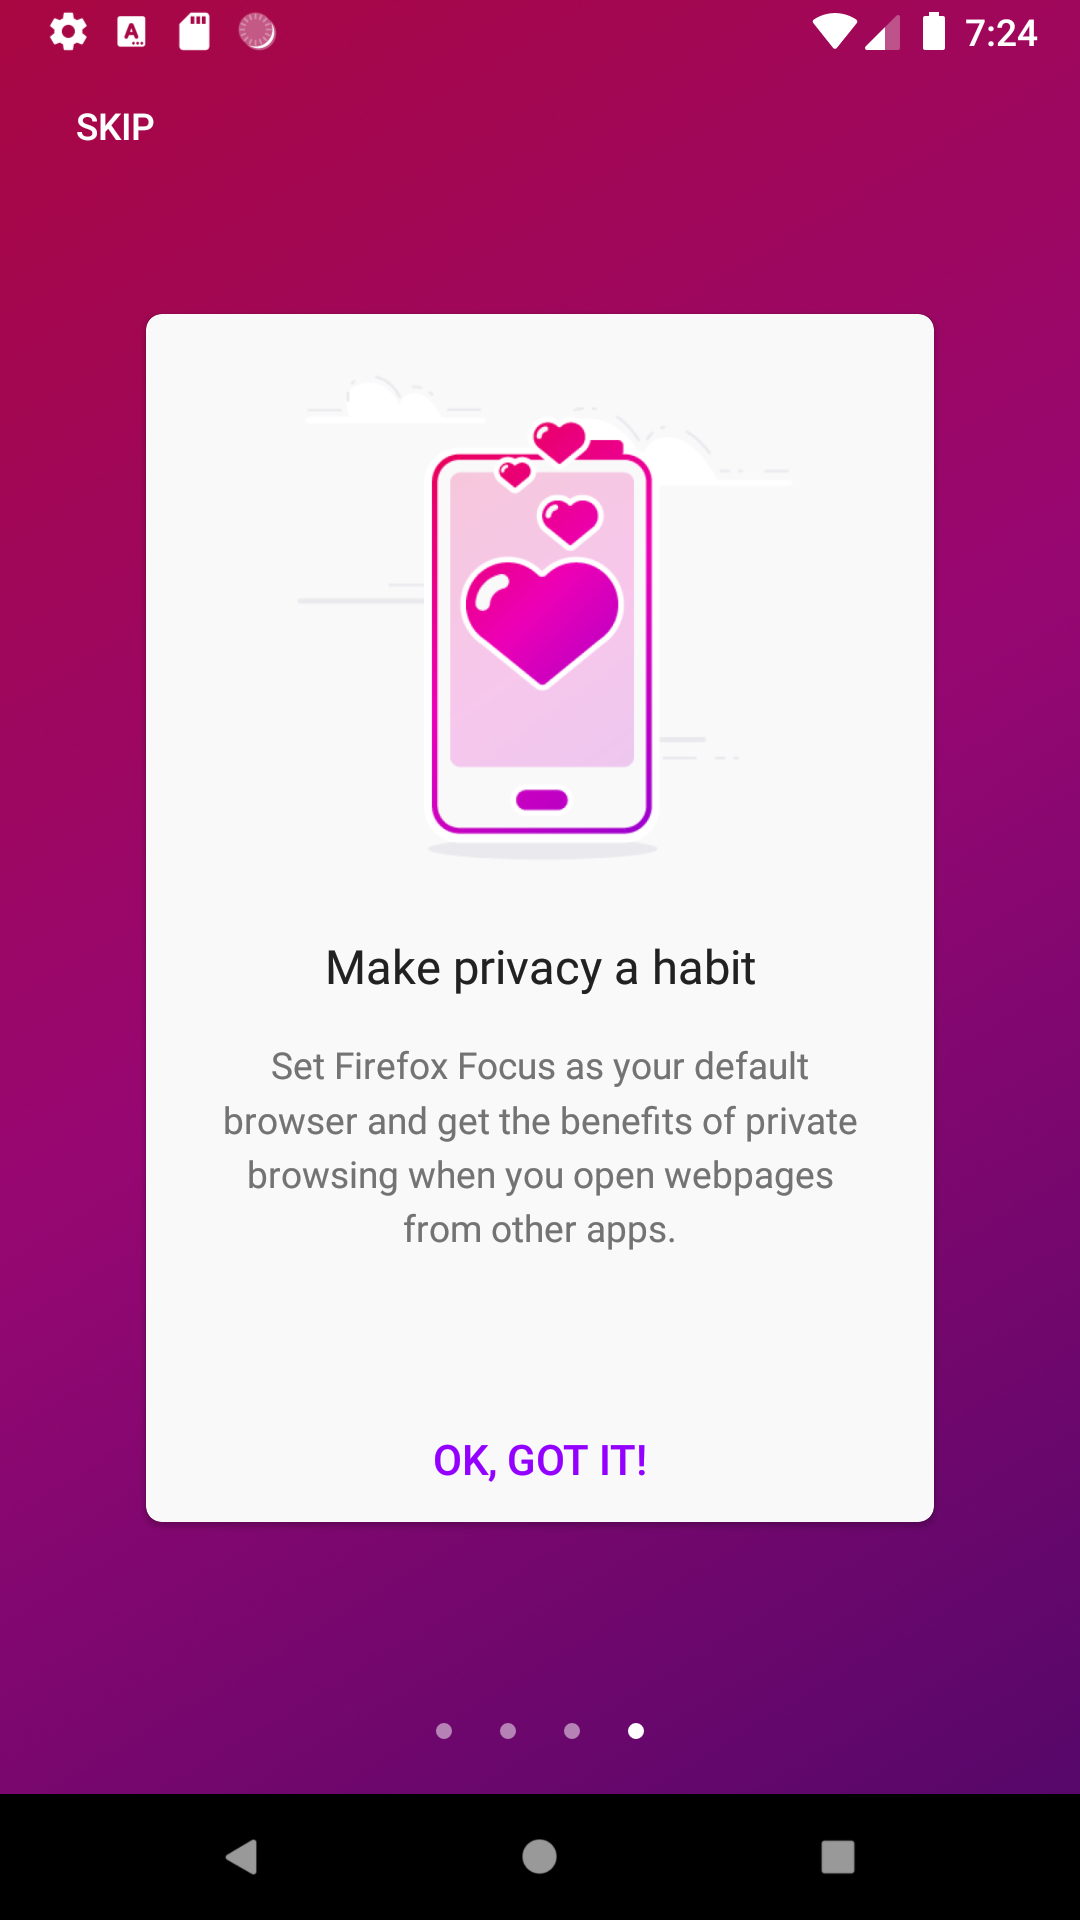 7:24
SKIP
Make privacy a habit
Set Firefox Focus as your default
browser and get the benefits of private
browsing when you open webpages
from other apps.
OK, GOT IT!